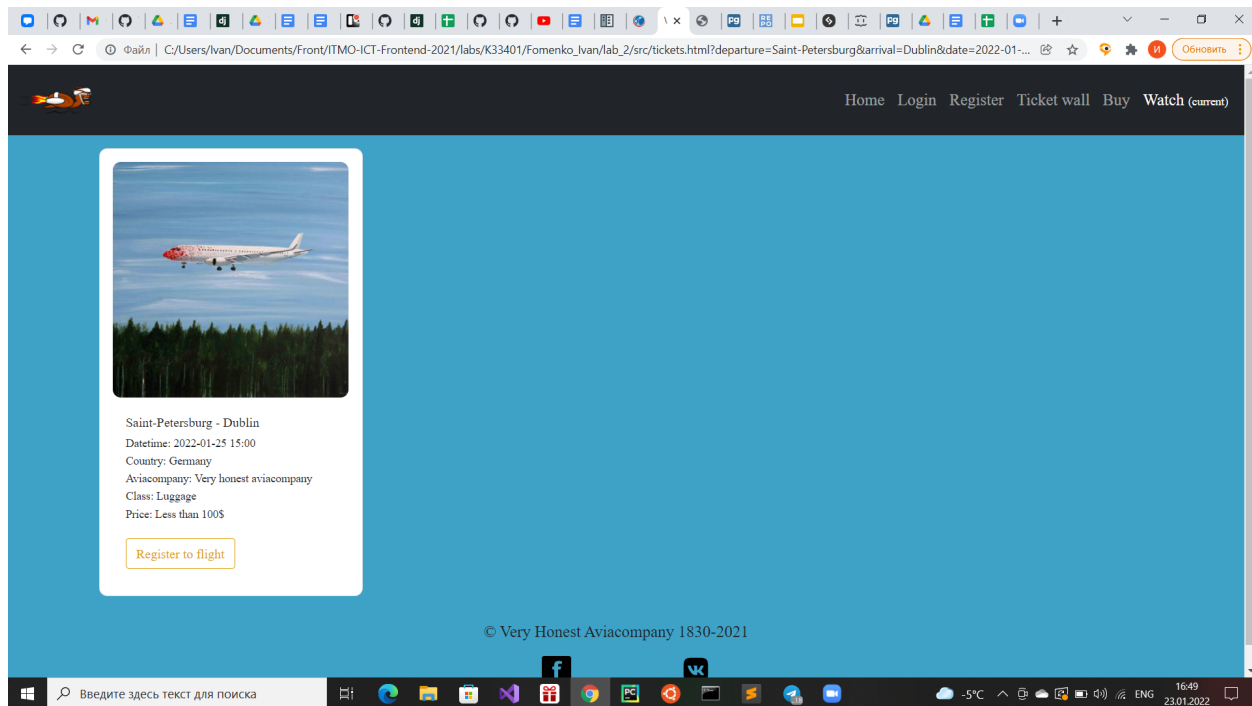 Файл C:/Users/Ivan/Documents/Front/ITMO-ICT-Frontend-2021/labs/K33401/Fomenko_Ivan/lab_2/src/tickets.html?departure=Saint-Petersburg&arrival=Dublin&date=2022-01-... И Обновить
Home Login Register Ticket wall Buy Watch (current)
Saint-Petersburg - Dublin
Datetime: 2022-01-25 15:00
Country: Germany
Aviacompany: Very honest aviacompany
Class: Luggage
Price: Less than 100$
Register to flight
© Very Honest Aviacompany 1830-2021
Введите здесь текст для поиска
-5°C ENG 16:49
23.01.2022